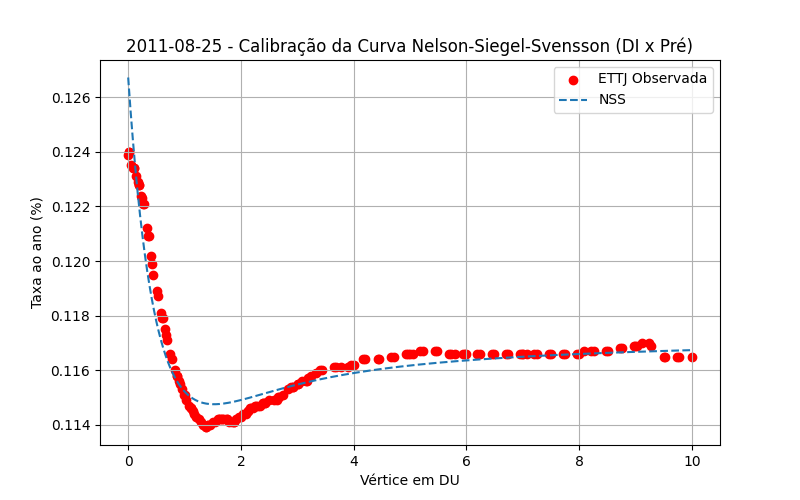 2011-08-25 - Calibração da Curva Nelson-Siegel-Svensson (DI x Pré)
ETTJ Observada
NSS
Taxa ao ano (%)
0.126
0.124
0.122
0.120
0.118
0.116
0.114
0
2
4
6
8
10
Vértice em DU